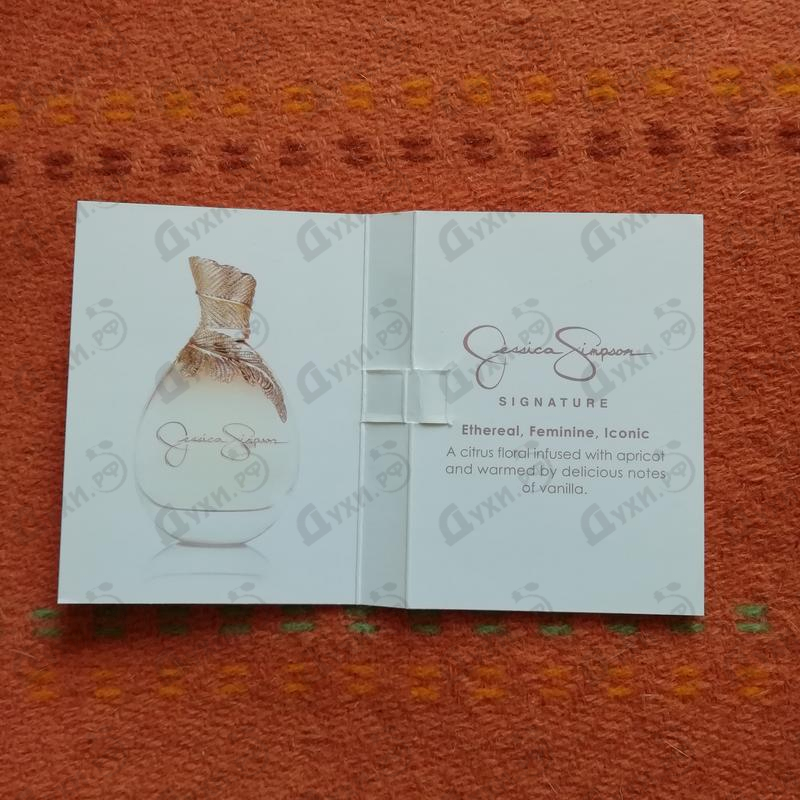 Jessica Simpson
Jessica Simpson
SIGNATURE
Ethereal, Feminine, Iconic
A citrus floral infused with apricot
and warmed by delicious notes
of vanilla.
Духи.рф